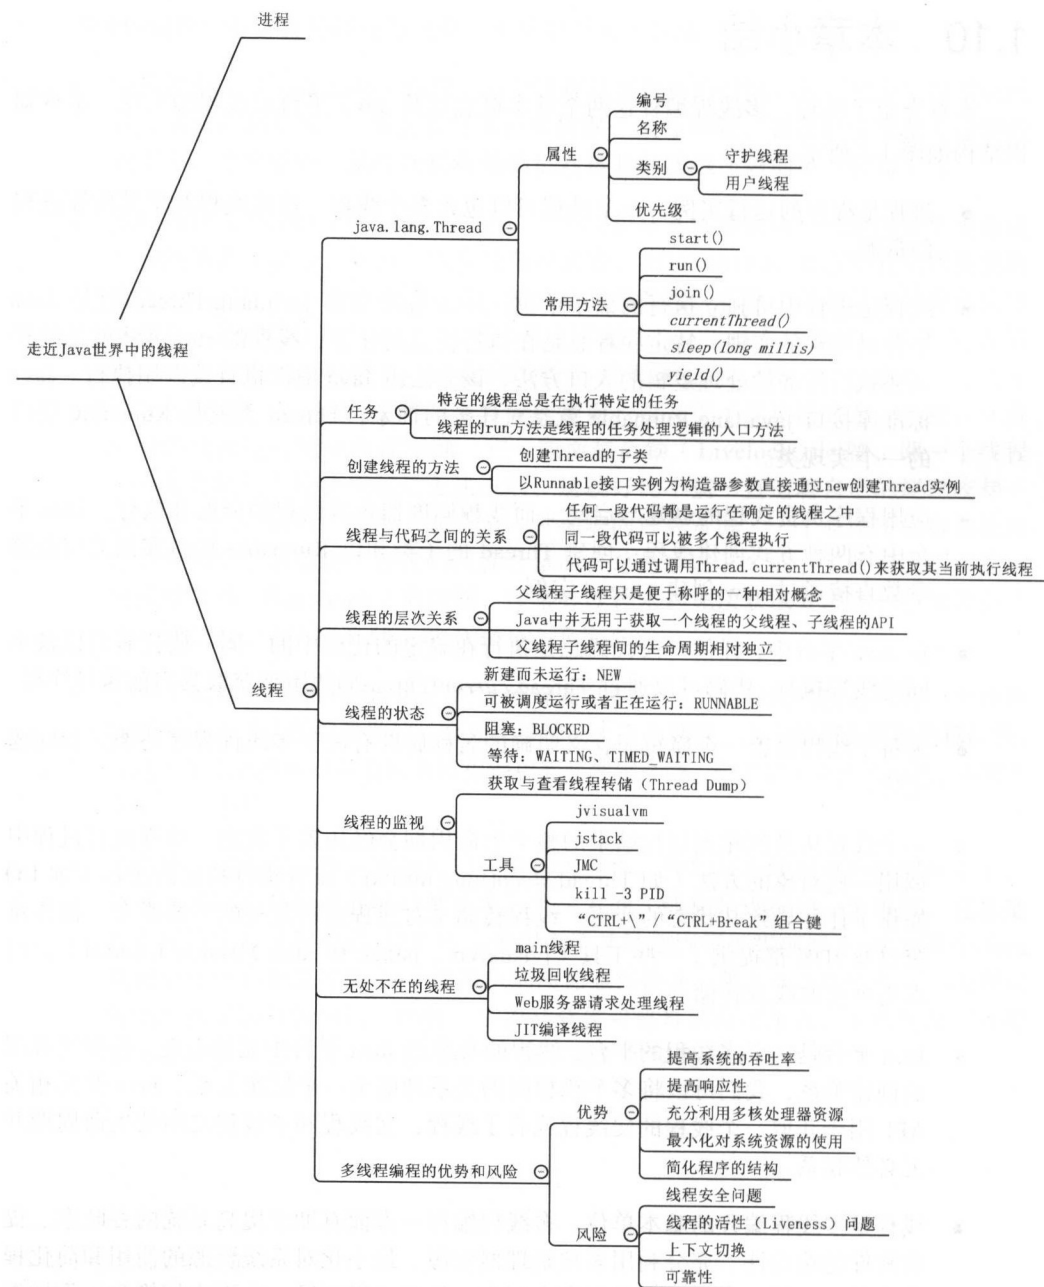 进程
编号
名称
属性
类别
守护线程
用户线程
优先级
java.lang.Thread
start()
run()
join()
常用方法
currentThread()
sleep(long millis)
yield()
走近Java世界中的线程
任务
特定的线程总是在执行特定的任务
线程的run方法是线程的任务处理逻辑的入口方法
创建线程的方法
创建Thread的子类
以Runnable接口实例为构造器参数直接通过new创建Thread实例
线程与代码之间的关系
任何一段代码都是运行在确定的线程之中
同一段代码可以被多个线程执行
代码可以通过调用Thread.currentThread()来获取其当前执行线程
线程的层次关系
父线程子线程只是便于称呼的一种相对概念
Java中并无用于获取一个线程的父线程、子线程的API
父线程子线程间的生命周期相对独立
线程
线程的状态
新建而未运行：NEW
可被调度运行或者正在运行：RUNNABLE
阻塞：BLOCKED
等待：WAITING、TIMED_WAITING
线程的监视
获取与查看线程转储（Thread Dump）
工具
jvisualvm
jstack
JMC
kill -3 PID
“CTRL+\”/“CTRL+Break”组合键
无处不在的线程
main线程
垃圾回收线程
Web服务器请求处理线程
JIT编译线程
多线程编程的优势和风险
优势
提高系统的吞吐率
提高响应性
充分利用多核处理器资源
最小化对系统资源的使用
简化程序的结构
风险
线程安全问题
线程的活性（Liveness）问题
上下文切换
可靠性